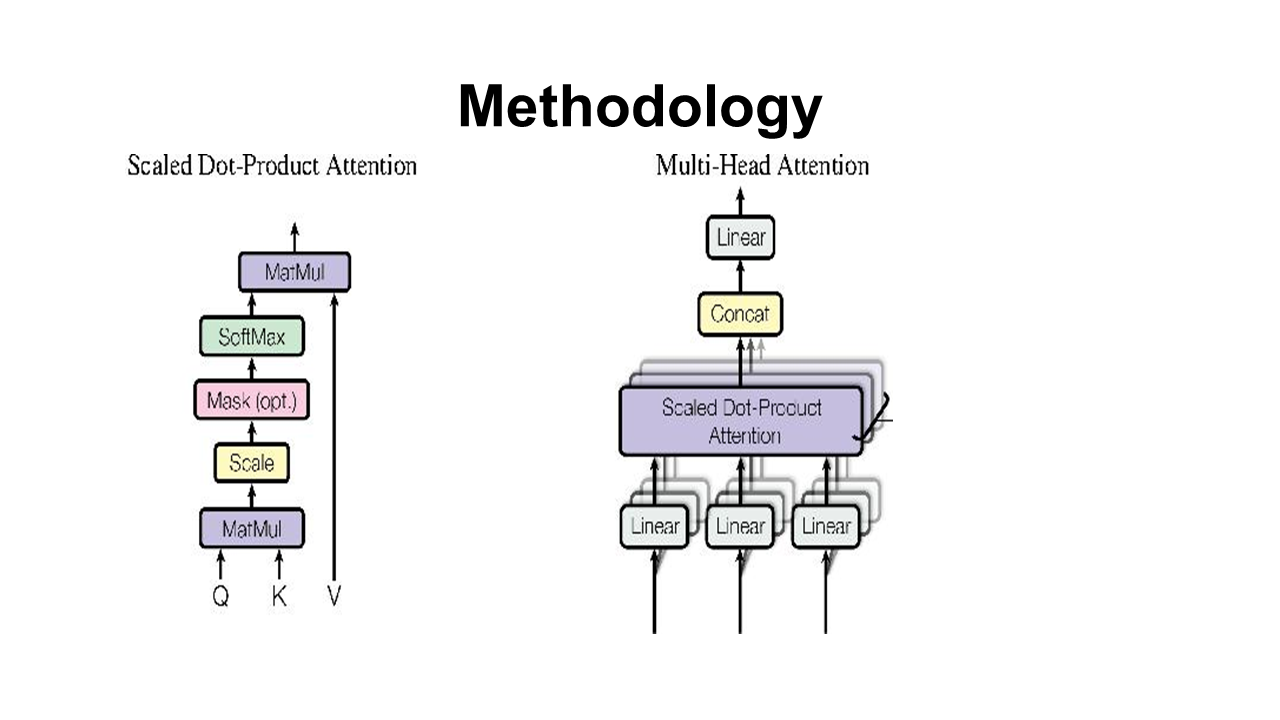 Methodology
Scaled Dot-Product Attention
MatMul
SoftMax
Mask (opt.)
Scale
MatMul
Q K V
Multi-Head Attention
Linear
Concat
Scaled Dot-Product
Attention
Linear Linear Linear